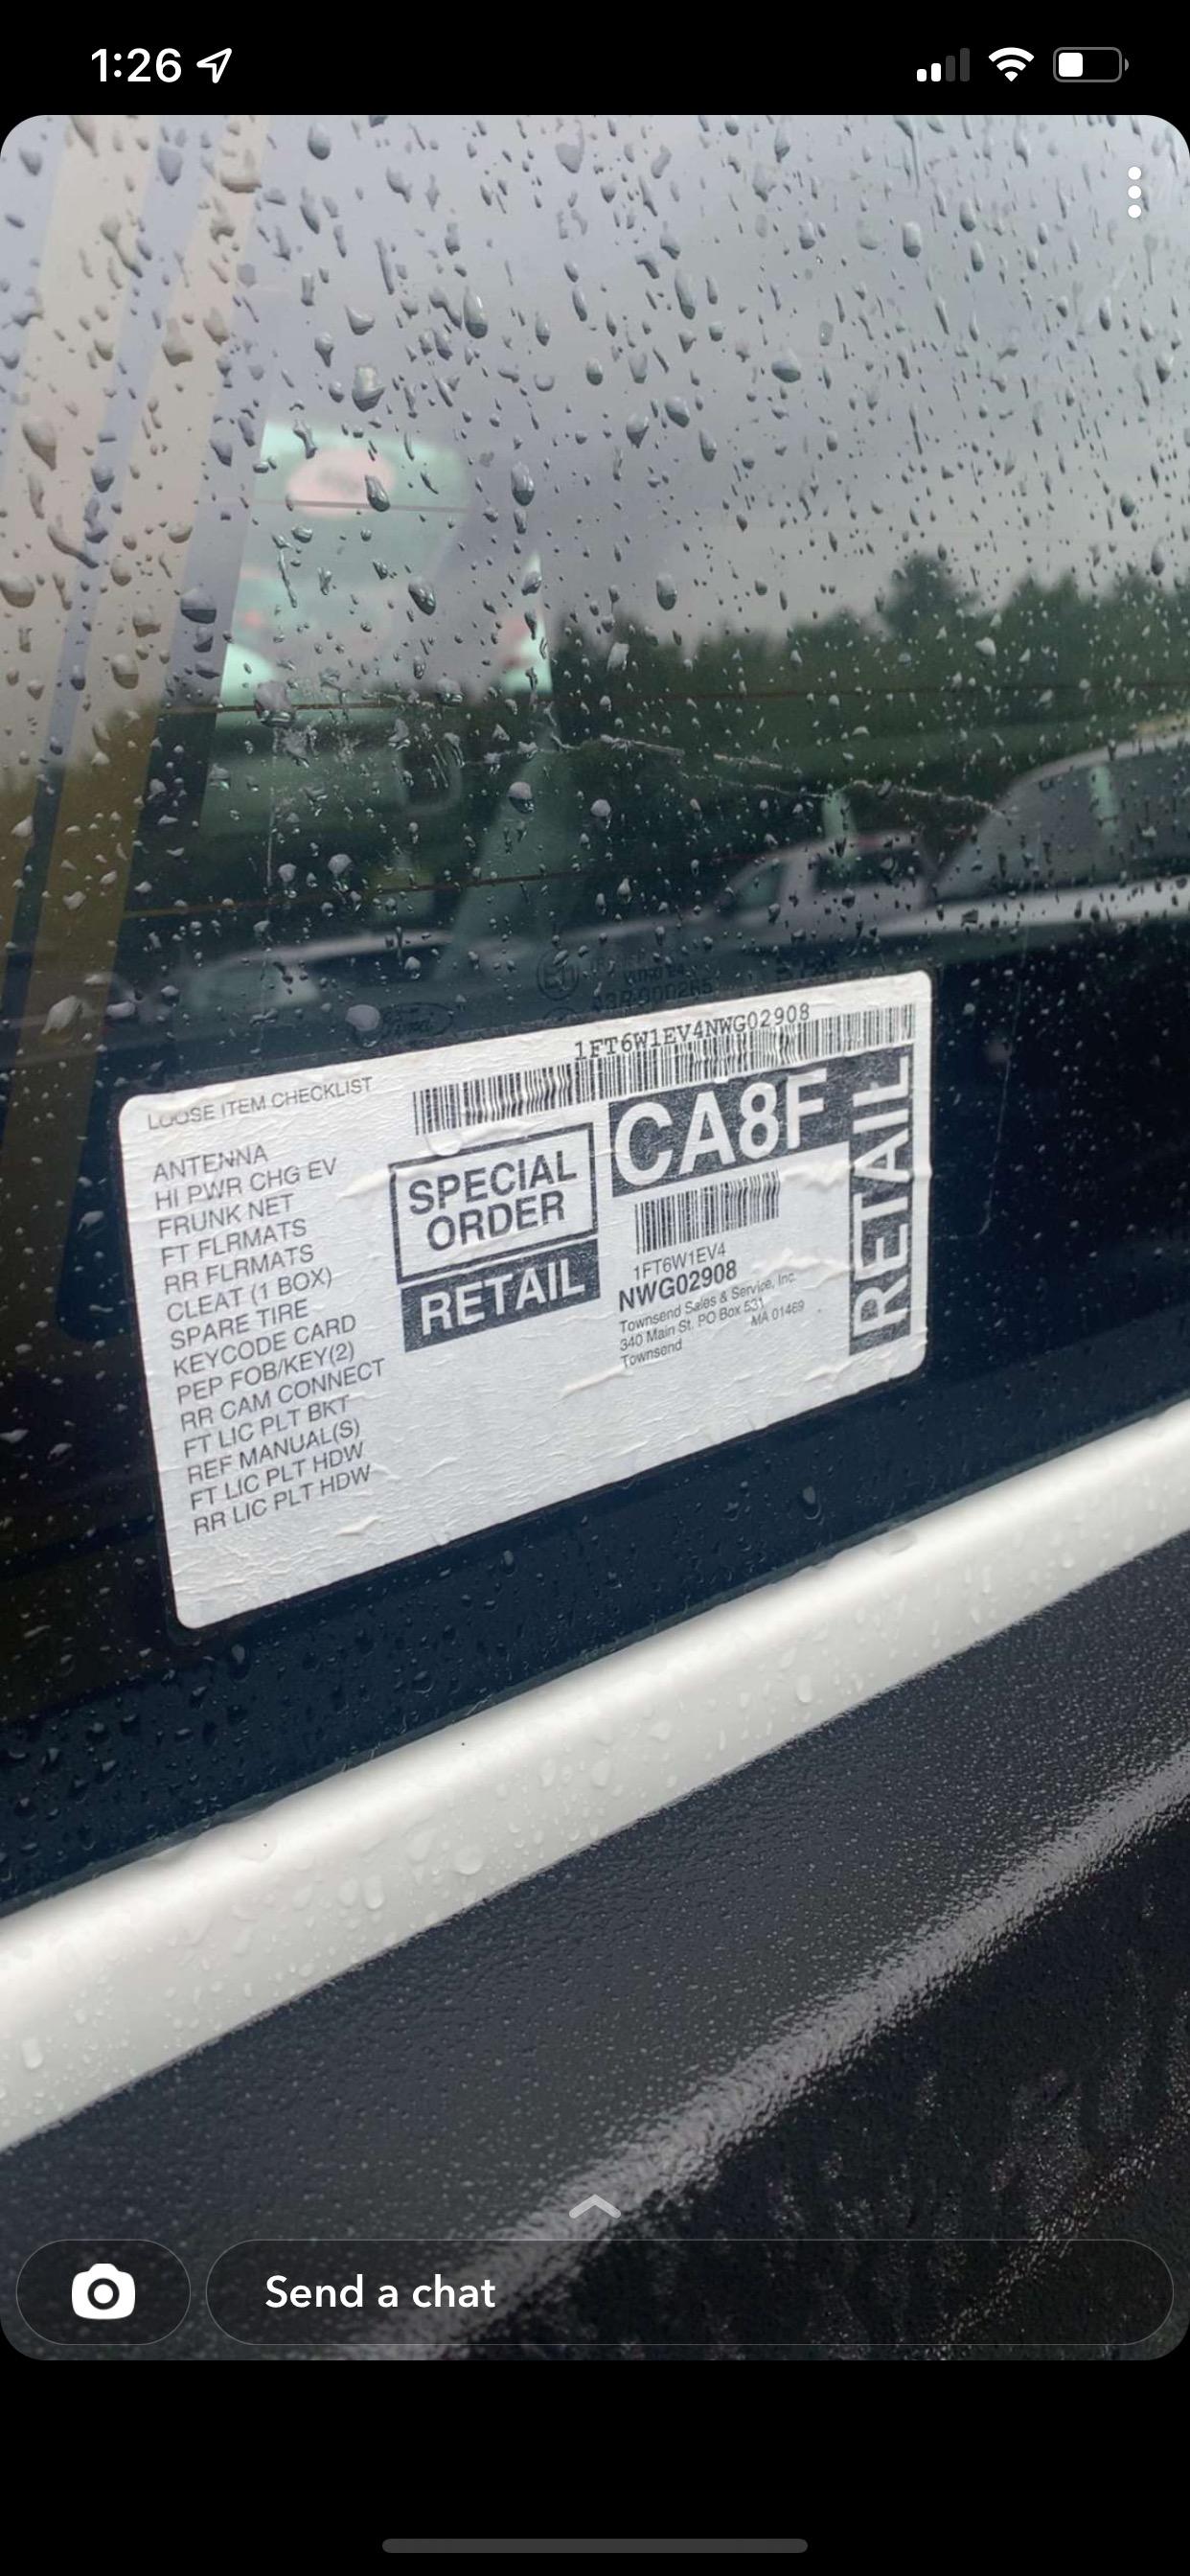 1:26
LOOSE ITEM CHECKLIST
ANTENNA
HI PWR CHG EV
FRUNK NET
FT FLRMATS
RR FLRMATS
CLEAT (1 BOX)
SPARE TIRE
KEYCODE CARD
PEP FOB/KEY(2)
RR CAM CONNECT
FT LIC PLT BKT
REF MANUAL(S)
FT LIC PLT HDW
RR LIC PLT HDW
1FT6W1EV4NWG02908
SPECIAL
ORDER
RETAIL
CA8F
1FT6W1EV4
NWG02908
Townsend Sales & Service, Inc.
340 Main St. PO Box 531
Townsend MA 01469
RETAIL
Send a chat